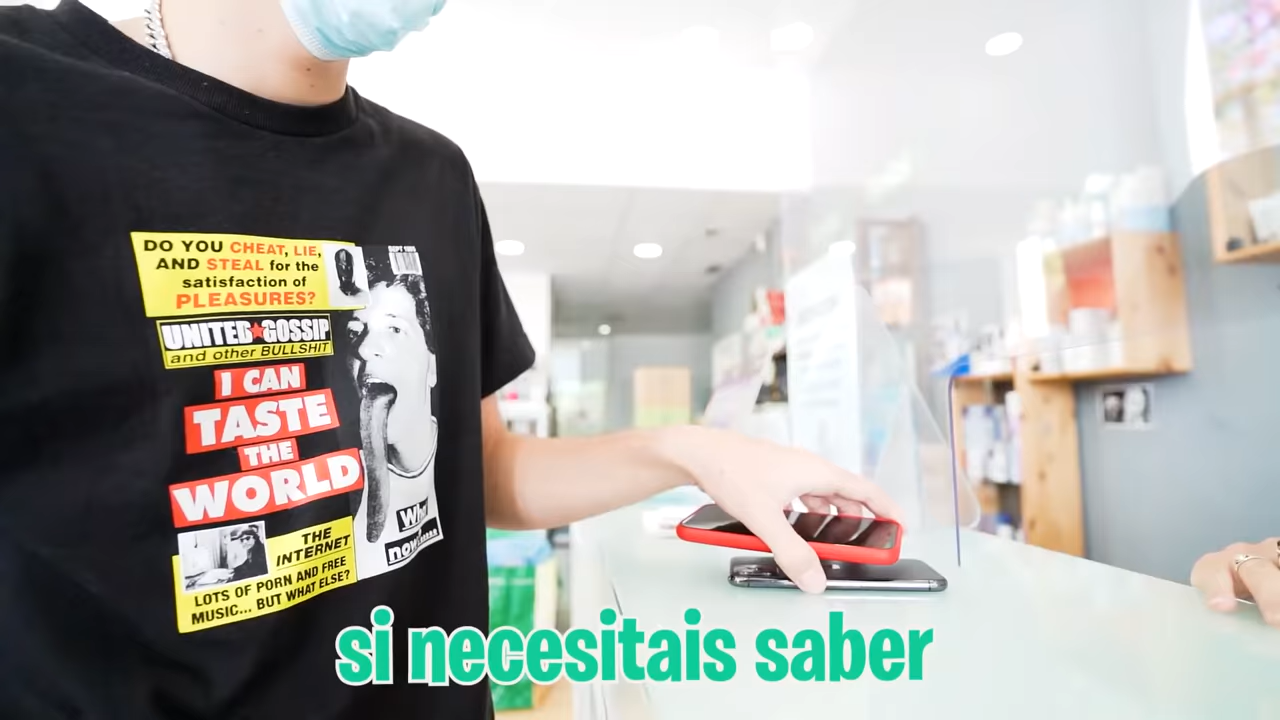 DO YOU CHEAT, LIE,
AND STEAL for the
satisfaction of
PLEASURES?
UNITED★GOSSIP
and other BULLSHIT
I CAN
TASTE
THE
WORLD
THE
INTERNET
LOTS OF PORN AND FREE
MUSIC... BUT WHAT ELSE?
si necesitais saber